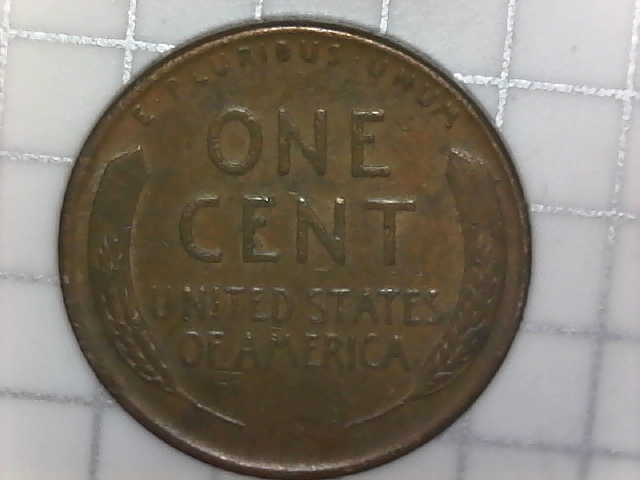 E·PLURIBUS·UNUM
ONE
CENT
UNITED STATES
OF AMERICA